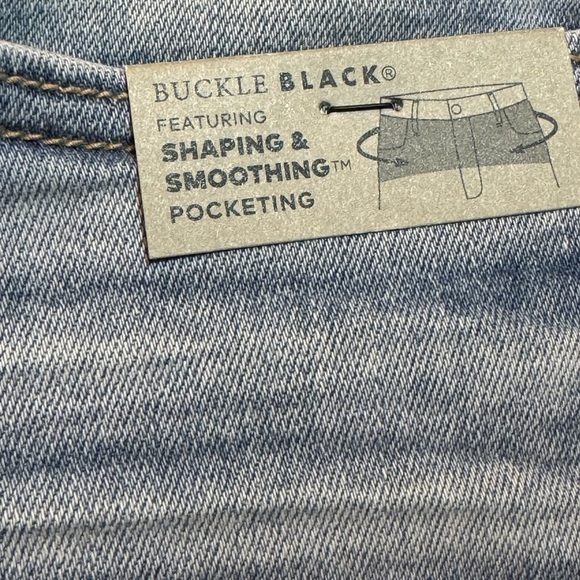 BUCKLE BLACK®
FEATURING
SHAPING &
SMOOTHING™
POCKETING